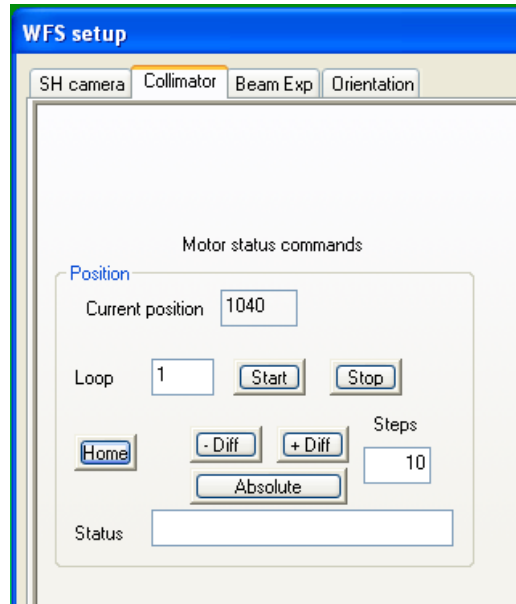 WFS setup
SH camera Collimator Beam Exp Orientation
Motor status commands
Position
Current position 1040
Loop 1 Start Stop
Steps
Home - Diff + Diff 10
Absolute
Status